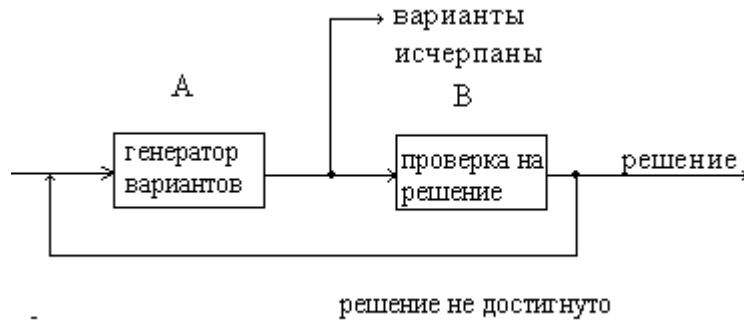 варианты
исчерпаны
A
B
генератор
вариантов
проверка на
решение
решение
решение не достигнуто